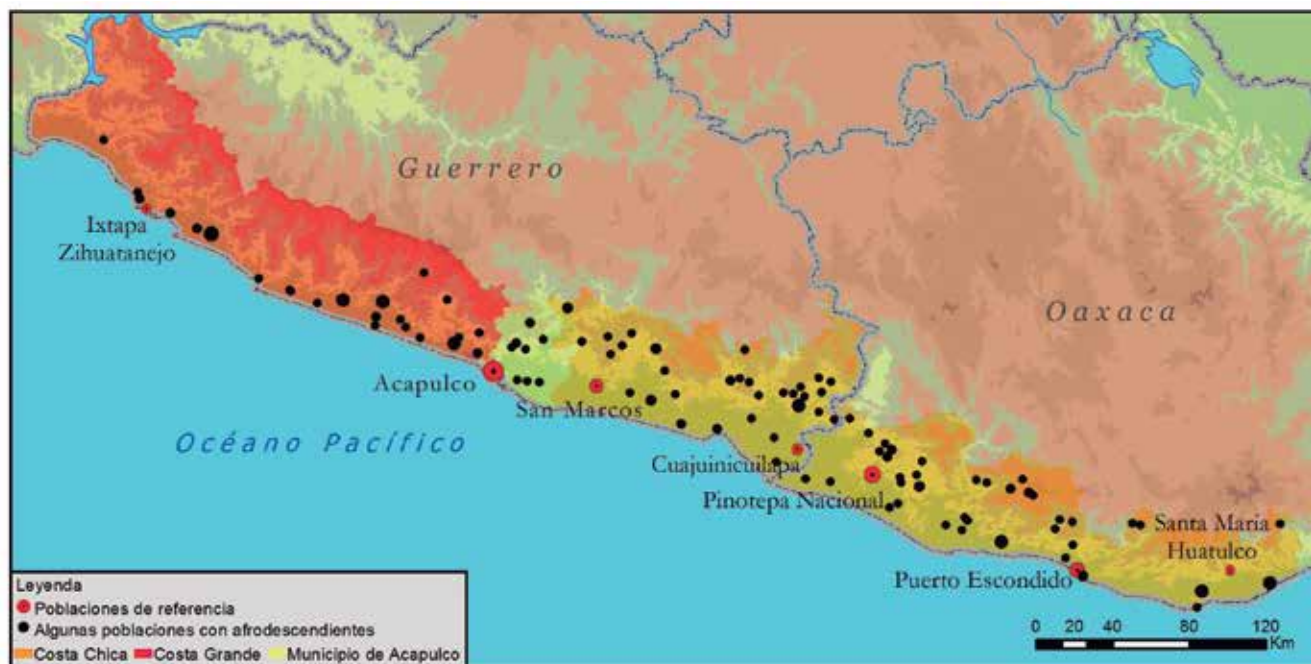 Guerrero
Ixtapa
Zihuatanejo
Oaxaca
Acapulco
San Marcos
Océano Pacífico
Cuajuinicuilapa
Pinotepa Nacional
Santa Maria
Huatulco
Puerto Escondido
Leyenda
Poblaciones de referencia
Algunas poblaciones con afrodescendientes
Costa Chica Costa Grande Municipio de Acapulco
0 20 40 80 120
Km